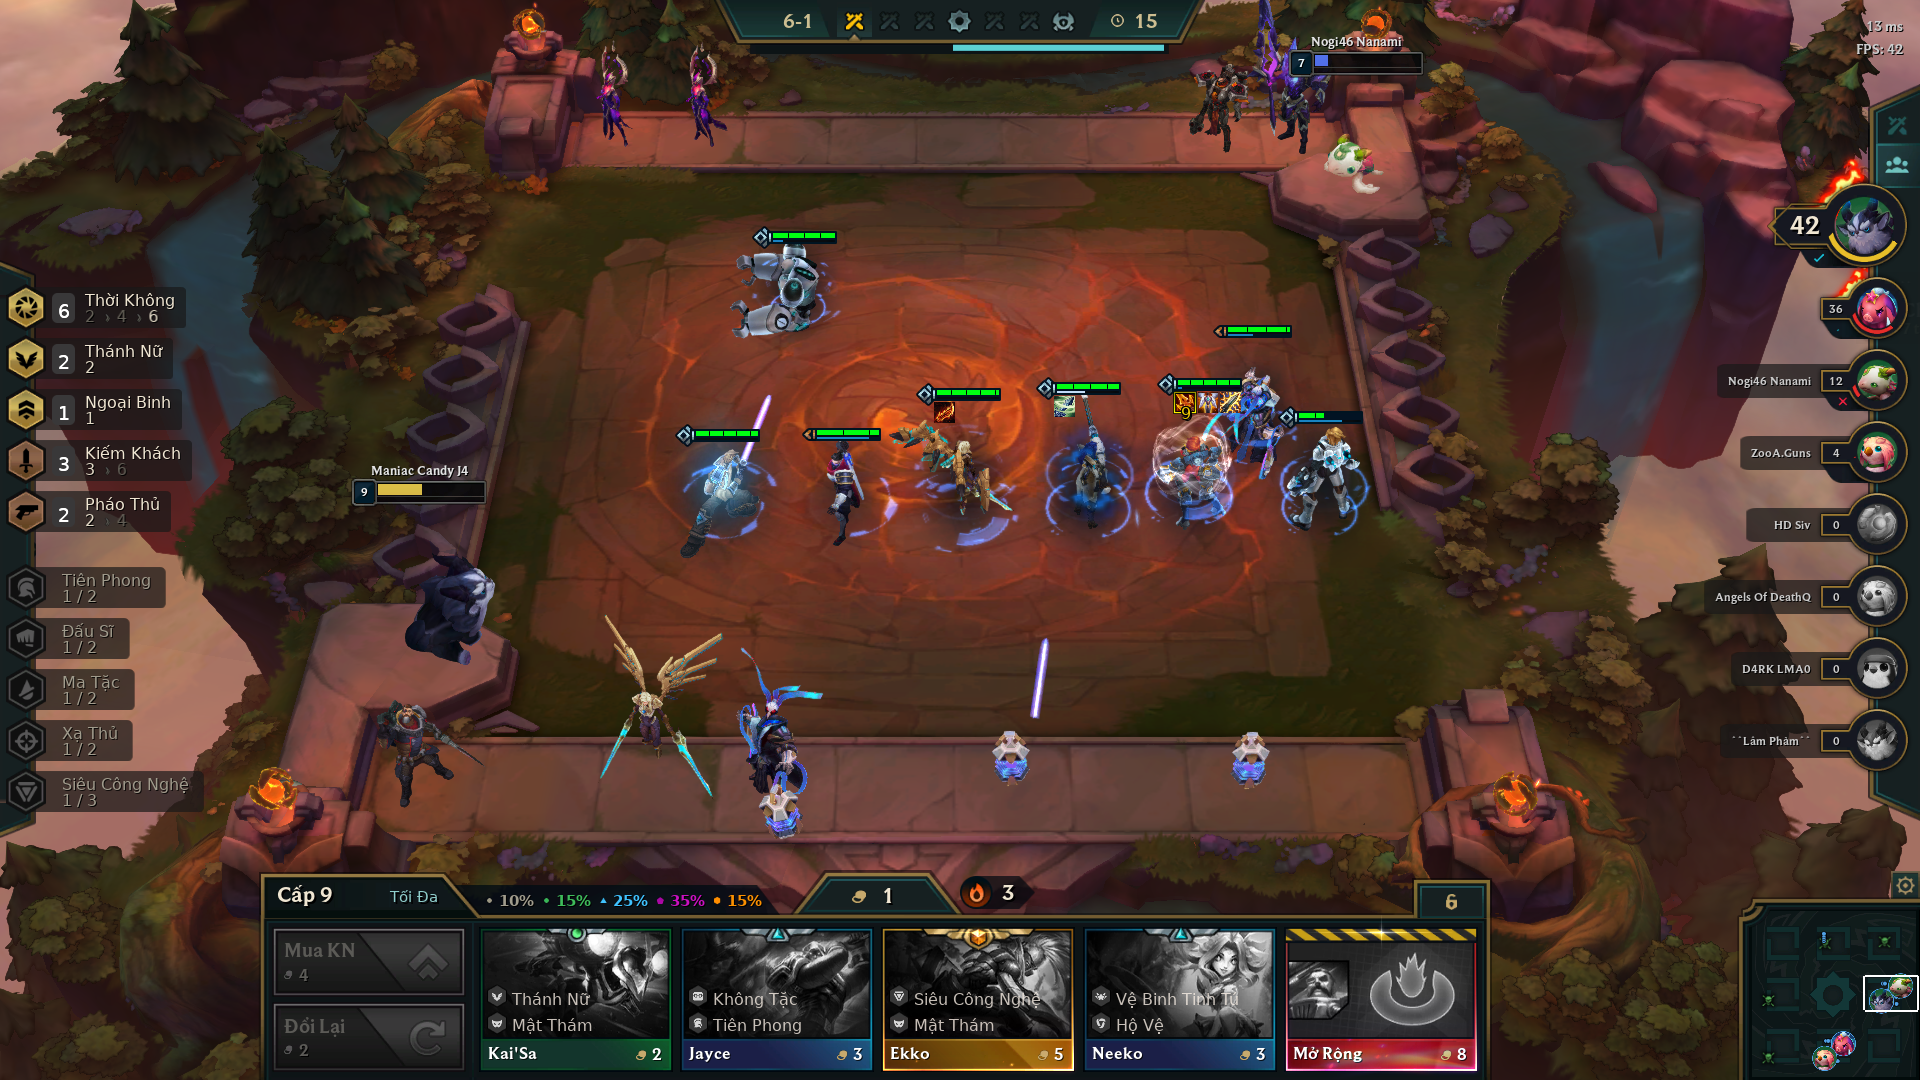 6-1
15
13 ms
FPS: 42
Nogi46 Nanami
7
42
36
Nogi46 Nanami
12
ZooA.Guns
4
HD Siv
0
Angels Of DeathQ
0
D4RK LMA0
0
Lâm Phàm
0
6
Thời Không
2 › 4 › 6
2
Thánh Nữ
2
1
Ngoại Binh
1
3
Kiếm Khách
3 › 6
2
Pháo Thủ
2 › 4
Tiên Phong
1 / 2
Đấu Sĩ
1 / 2
Ma Tặc
1 / 2
Xạ Thủ
1 / 2
Siêu Công Nghệ
1 / 3
Maniac Candy J4
9
9
Cấp 9
Tối Đa
10%
15%
25%
35%
15%
1
3
6
Mua KN
4
Đổi Lại
2
Thánh Nữ
Mật Thám
Kai'Sa
2
Không Tặc
Tiên Phong
Jayce
3
Siêu Công Nghệ
Mật Thám
Ekko
5
Vệ Binh Tinh Tú
Hộ Vệ
Neeko
3
Mở Rộng
8